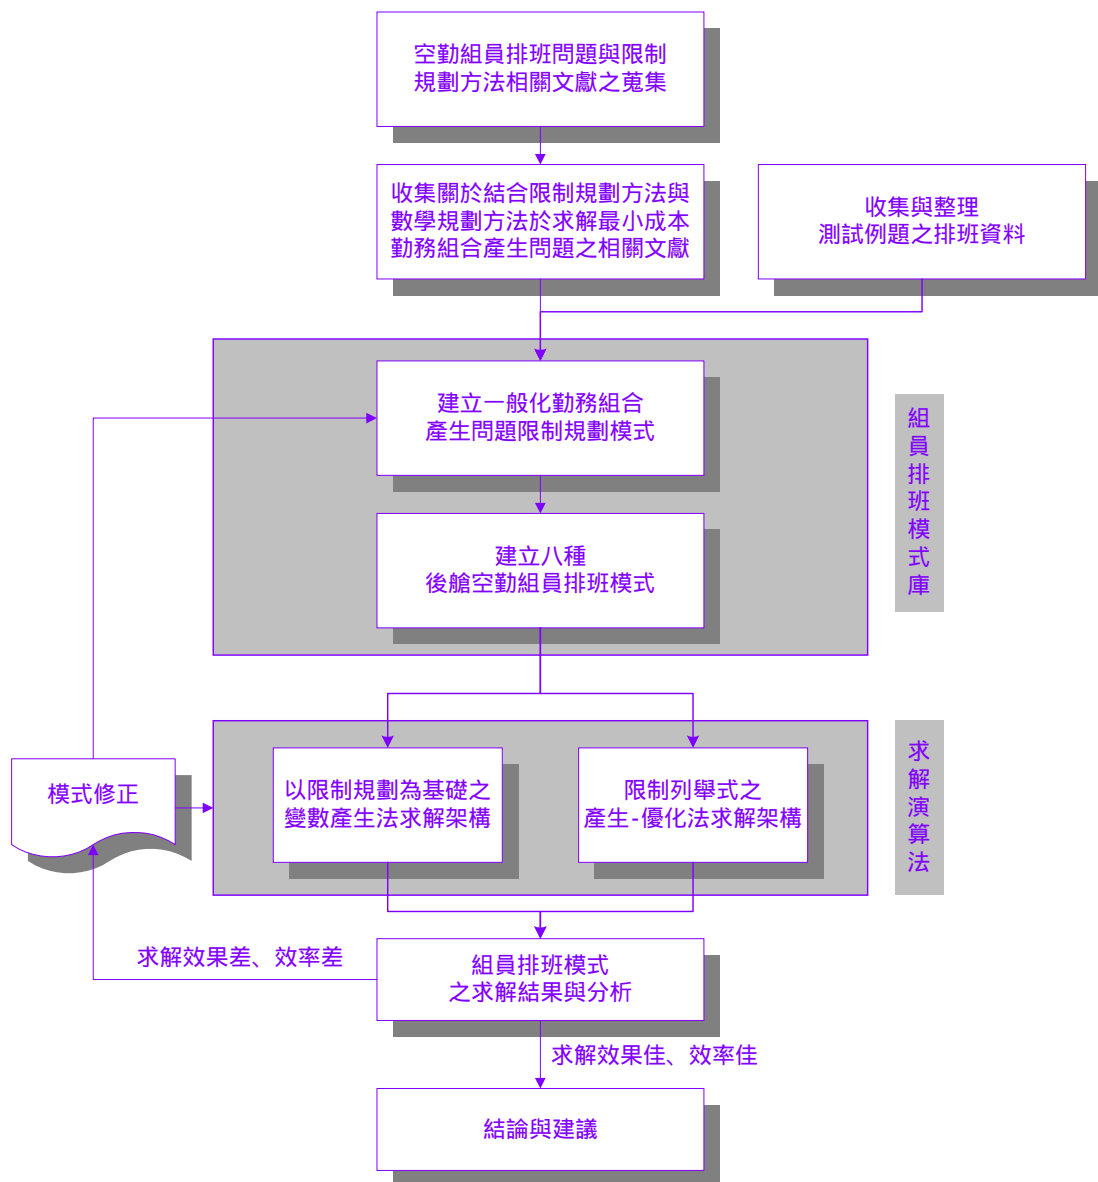 空勤組員排班問題與限制
規劃方法相關文獻之蒐集
收集關於結合限制規劃方法與
數學規劃方法於求解最小成本
勤務組合產生問題之相關文獻
收集與整理
測試例題之排班資料
建立一般化勤務組合
產生問題限制規劃模式
建立八種
後艙空勤組員排班模式
組員排班模式庫
模式修正
以限制規劃為基礎之
變數產生法求解架構
限制列舉式之
產生-優化法求解架構
求解演算法
求解效果差、效率差
組員排班模式
之求解結果與分析
求解效果佳、效率佳
結論與建議